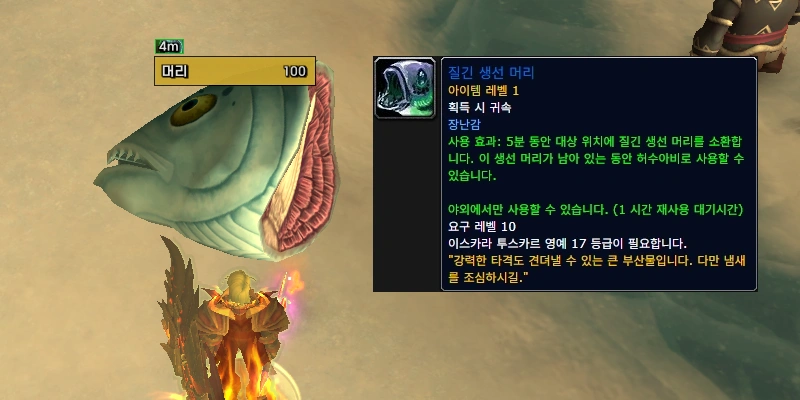 4m
머리 100
질긴 생선 머리
아이템 레벨 1
획득 시 귀속
장난감
사용 효과: 5분 동안 대상 위치에 질긴 생선 머리를 소환합
니다. 이 생선 머리가 남아 있는 동안 허수아비로 사용할 수
있습니다.
야외에서만 사용할 수 있습니다. (1 시간 재사용 대기시간)
요구 레벨 10
이스카라 투스카르 영예 17 등급이 필요합니다.
"강력한 타격도 견뎌낼 수 있는 큰 부산물입니다. 다만 냄새
를 조심하시길."